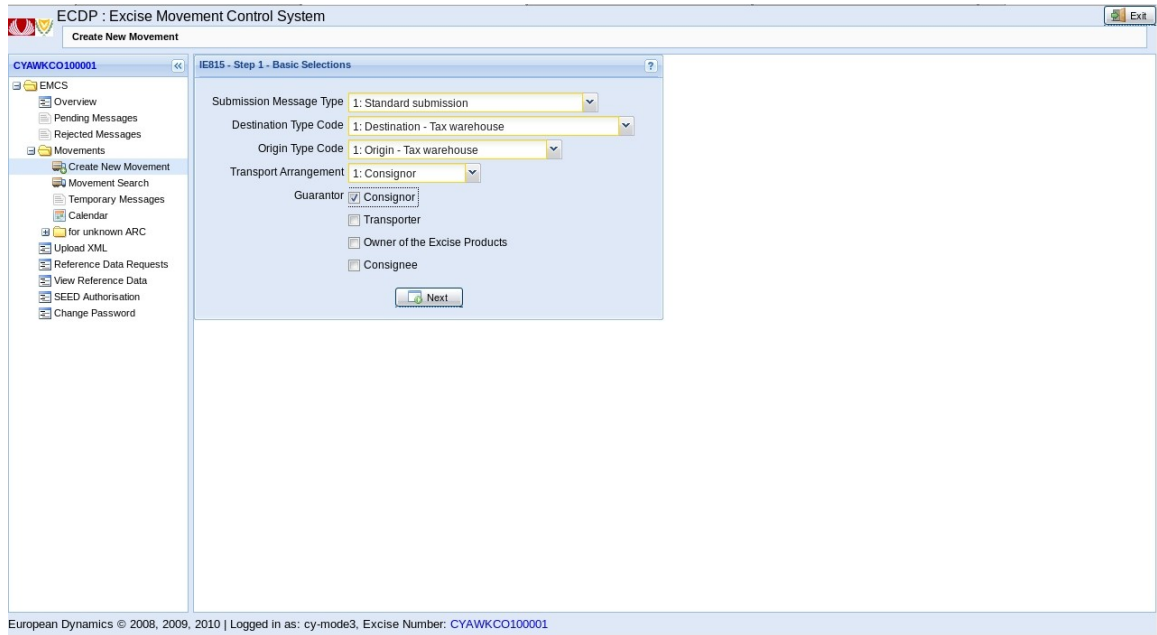 ECDP : Excise Movement Control System
Exit
Create New Movement
CYAWKCO100001
EMCS
Overview
Pending Messages
Rejected Messages
Movements
Create New Movement
Movement Search
Temporary Messages
Calendar
for unknown ARC
Upload XML
Reference Data Requests
View Reference Data
SEED Authorisation
Change Password
IE815 - Step 1 - Basic Selections
?
Submission Message Type 1: Standard submission
Destination Type Code 1: Destination - Tax warehouse
Origin Type Code 1: Origin - Tax warehouse
Transport Arrangement 1: Consignor
Guarantor Consignor
Transporter
Owner of the Excise Products
Consignee
Next
European Dynamics © 2008, 2009, 2010 | Logged in as: cy-mode3, Excise Number: CYAWKCO100001